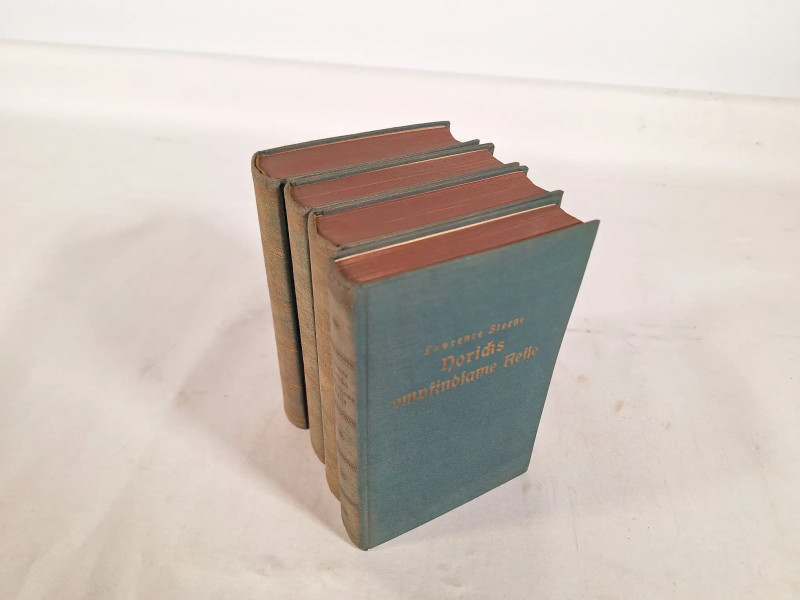 Lawrence Sterne
Yoricks
empfindsame Reise